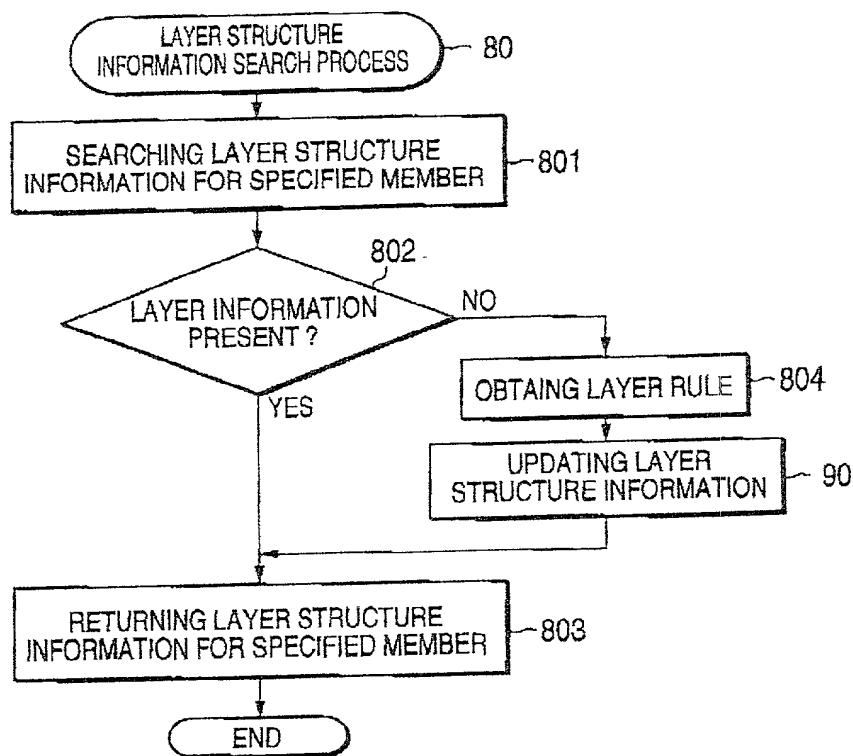 LAYER STRUCTURE
INFORMATION SEARCH PROCESS
80
SEARCHING LAYER STRUCTURE
INFORMATION FOR SPECIFIED MEMBER
801
802
LAYER INFORMATION
PRESENT ?
NO
YES
OBTAING LAYER RULE
804
UPDATING LAYER
STRUCTURE INFORMATION
90
RETURNING LAYER STRUCTURE
INFORMATION FOR SPECIFIED MEMBER
803
END